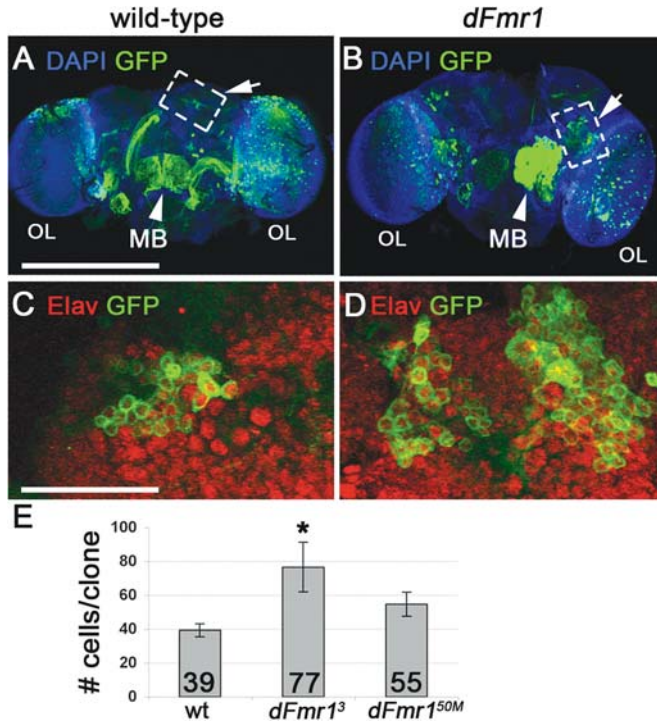 wild-type dFmr1
A DAPI GFP
B DAPI GFP
OL MB OL
MB OL
C Elav GFP
D Elav GFP
E
# cells/clone
100
80
60
40
20
0
*
39 77 55
wt dFmr1³ dFmr1⁵⁰ᴹ